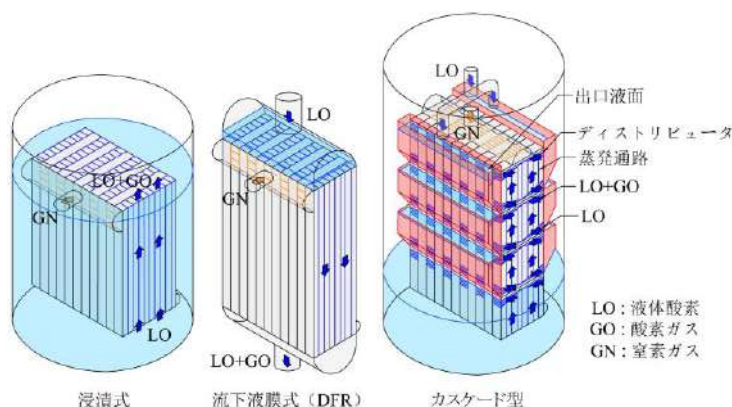 LO+GO
GN
LO
浸漬式
LO
GN
LO+GO
流下液膜式（DFR）
LO
GN
出口液面
ディストリビュータ
蒸発通路
LO+GO
LO
カスケード型
LO : 液体酸素
GO : 酸素ガス
GN : 窒素ガス